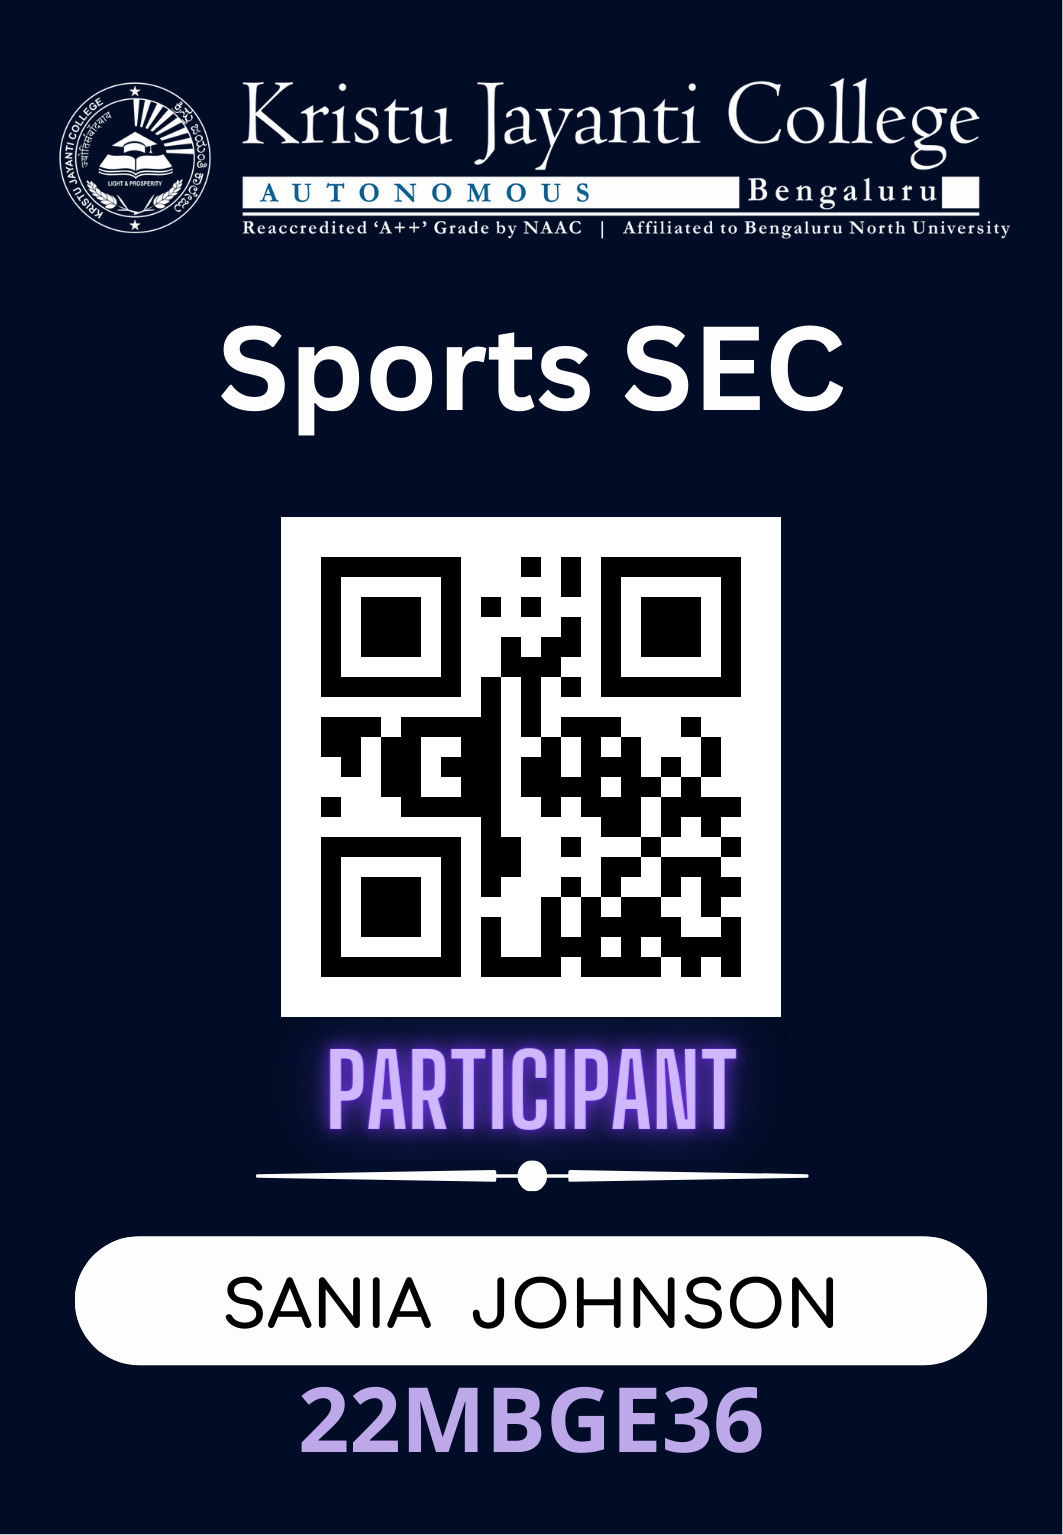 KRISTU JAYANTI COLLEGE
LIGHT & PROSPERITY
Kristu Jayanti College
AUTONOMOUS Bengaluru
Reaccredited ‘A++’ Grade by NAAC | Affiliated to Bengaluru North University
Sports SEC
PARTICIPANT
SANIA JOHNSON
22MBGE36